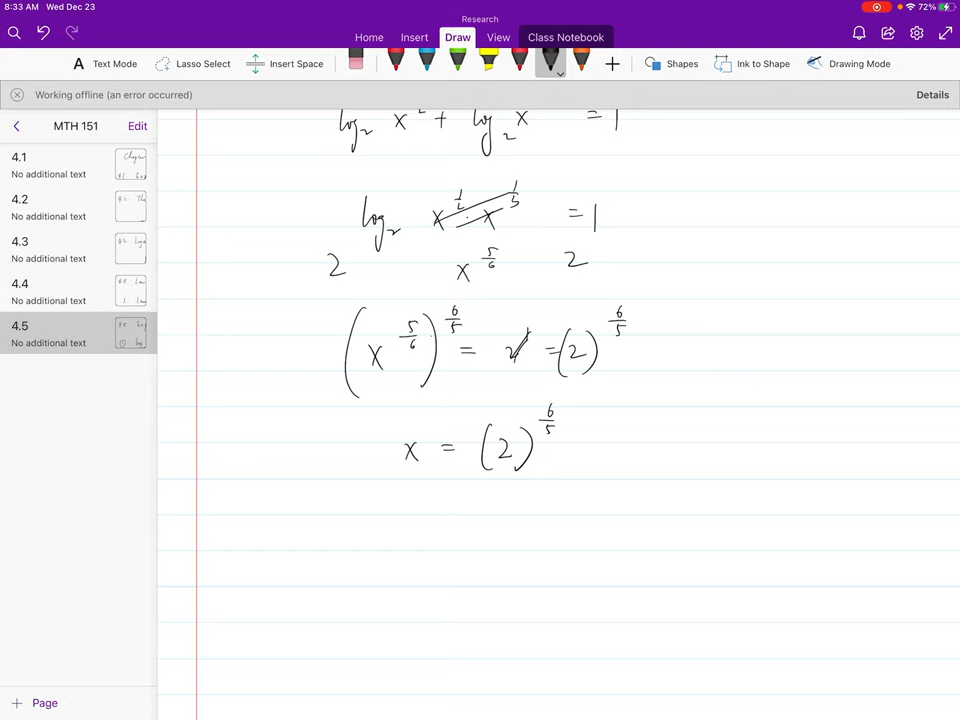 8:33 AM Wed Dec 23
72%
Research
Home Insert Draw View Class Notebook
A Text Mode Lasso Select Insert Space Shapes Ink to Shape Drawing Mode
Working offline (an error occurred) Details
MTH 151 Edit
4.1
No additional text
4.2
No additional text
4.3
No additional text
4.4
No additional text
4.5
No additional text
+ Page
log₂ x + log₂ x = 1
log₂ x^(1/2) · x^(1/3) = 1
2 x^(5/6) 2
(x^(5/6))^(6/5) = = (2)^(6/5)
x = (2)^(6/5)